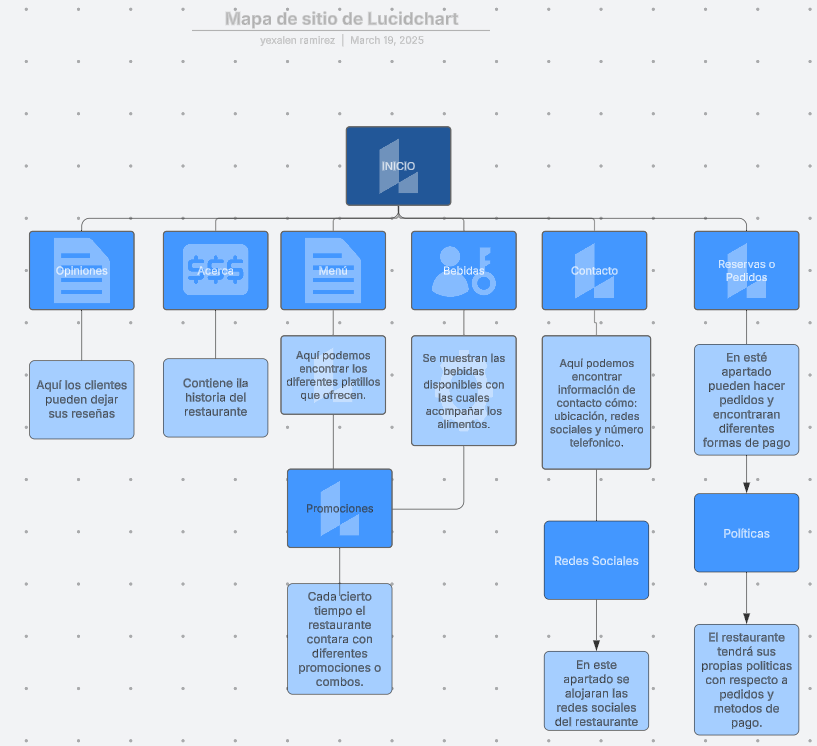 Mapa de sitio de Lucidchart
yexalen ramirez | March 19, 2025
INICIO
Opiniones
Acerca
Menú
Bebidas
Contacto
Reservas o
Pedidos
Aquí los clientes
pueden dejar
sus reseñas
Contiene ila
historia del
restaurante
Aquí podemos
encontrar los
diferentes platillos
que ofrecen.
Se muestran las
bebidas
disponibles con
las cuales
acompañar los
alimentos.
Aquí podemos
encontrar
información de
contacto cómo:
ubicación, redes
sociales y número
telefonico.
En esté
apartado
pueden hacer
pedidos y
encontraran
diferentes
formas de pago
Promociones
Redes Sociales
Políticas
Cada cierto
tiempo el
restaurante
contara con
diferentes
promociones o
combos.
En este
apartado se
alojaran las
redes sociales
del restaurante
El restaurante
tendrá sus
propias politicas
con respecto a
pedidos y
metodos de
pago.